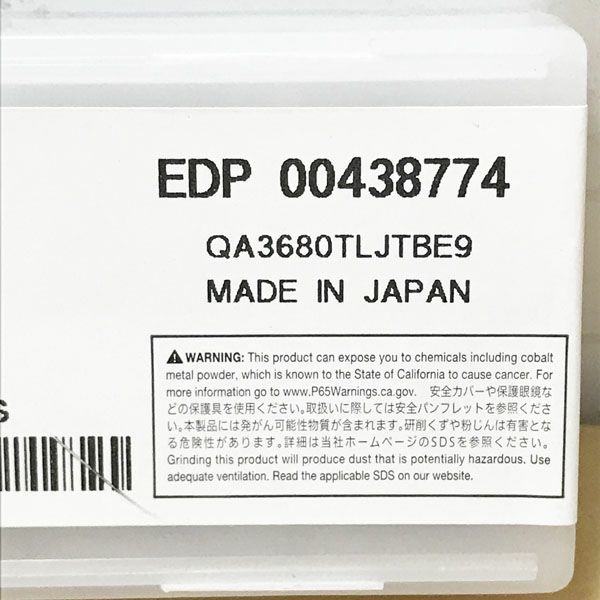 EDP 00438774
QA3680TLJTBE9
MADE IN JAPAN
⚠WARNING: This product can expose you to chemicals including cobalt
metal powder, which is known to the State of California to cause cancer. For
more information go to www.P65Warnings.ca.gov. 安全カバーや保護眼鏡な
どの保護具を使用ください。取扱いに際しては安全パンフレットを参照くださ
い。本製品には発がん可能性物質が含まれます。研削くずや粉じんは有害とな
る危険性があります。詳細は当社ホームページのSDSを参照ください。
Grinding this product will produce dust that is potentially hazardous. Use
adequate ventilation. Read the applicable SDS on our website.
S